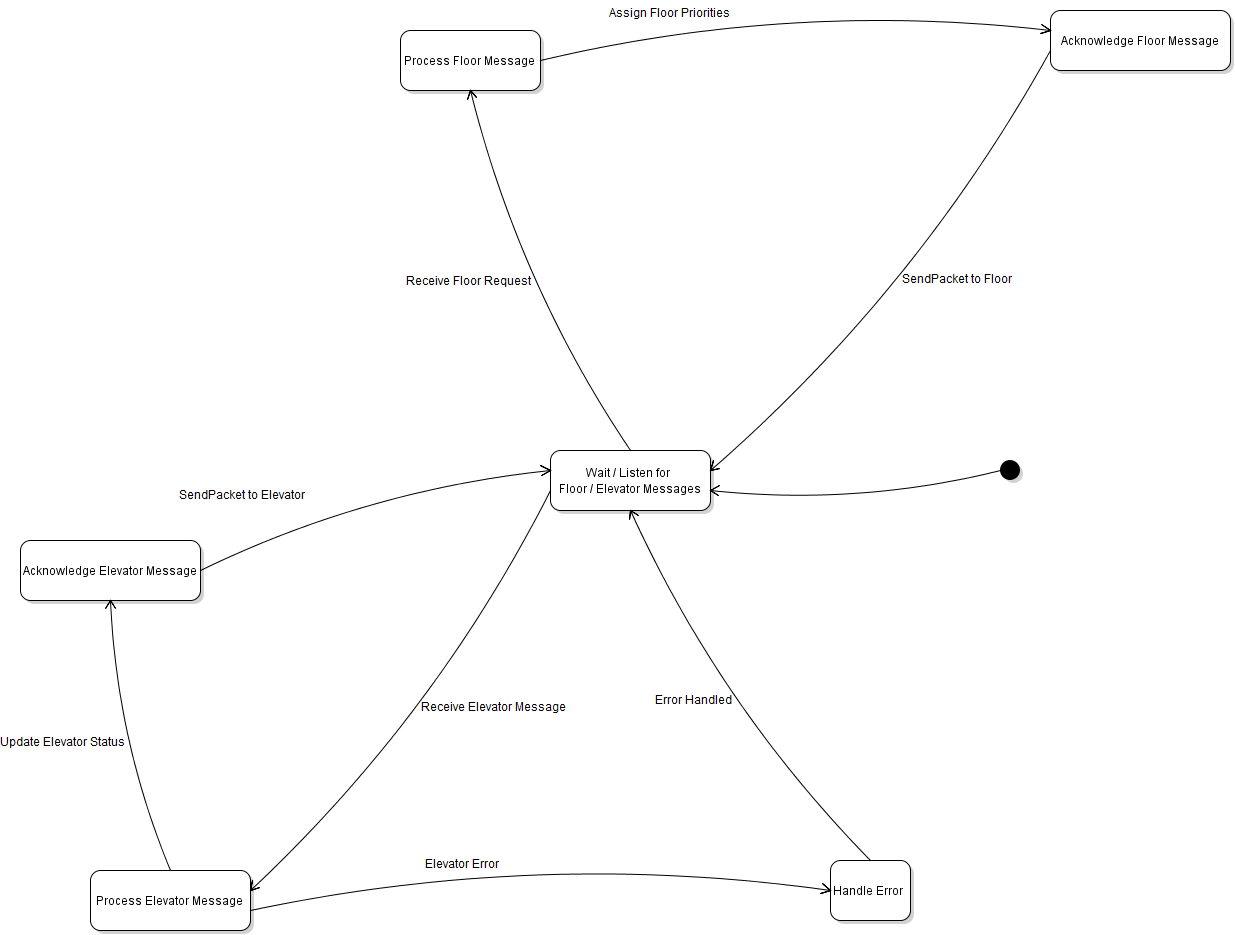 Assign Floor Priorities
Process Floor Message
Acknowledge Floor Message
Receive Floor Request
SendPacket to Floor
Wait / Listen for
Floor / Elevator Messages
SendPacket to Elevator
Acknowledge Elevator Message
Receive Elevator Message
Error Handled
Update Elevator Status
Elevator Error
Process Elevator Message
Handle Error